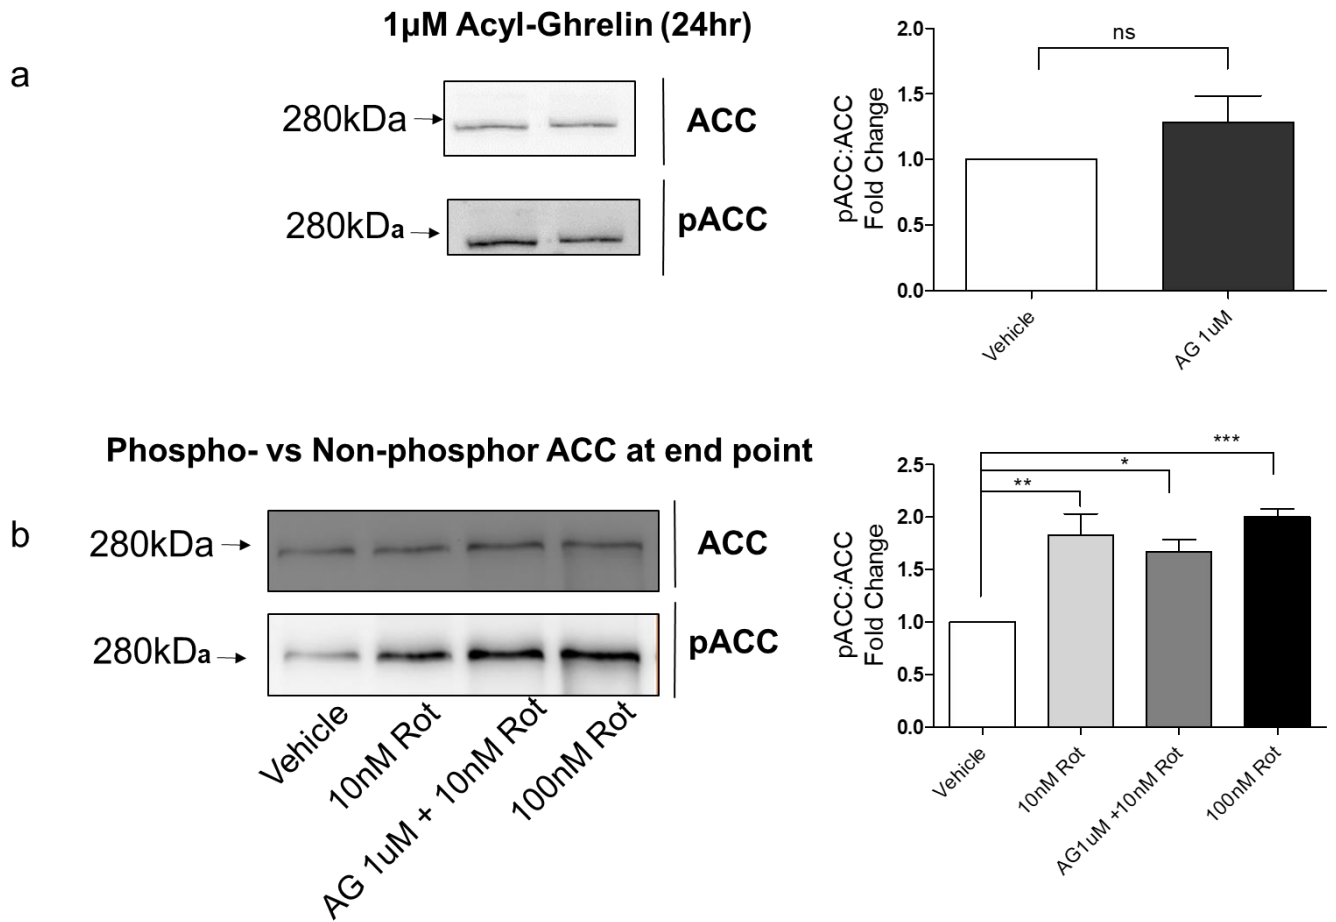 1µM Acyl-Ghrelin (24hr)
a
280kDa
ACC
280kDa
pACC
pACC:ACC
Fold Change
2.0
1.5
1.0
0.5
0.0
ns
Vehicle
AG 1uM
Phospho- vs Non-phosphor ACC at end point
b
280kDa
ACC
280kDa
pACC
Vehicle
10nM Rot
AG 1uM + 10nM Rot
100nM Rot
pACC:ACC
Fold Change
2.5
2.0
1.5
1.0
0.5
0.0
***
*
**
Vehicle
10nM Rot
AG1uM +10nM Rot
100nM Rot